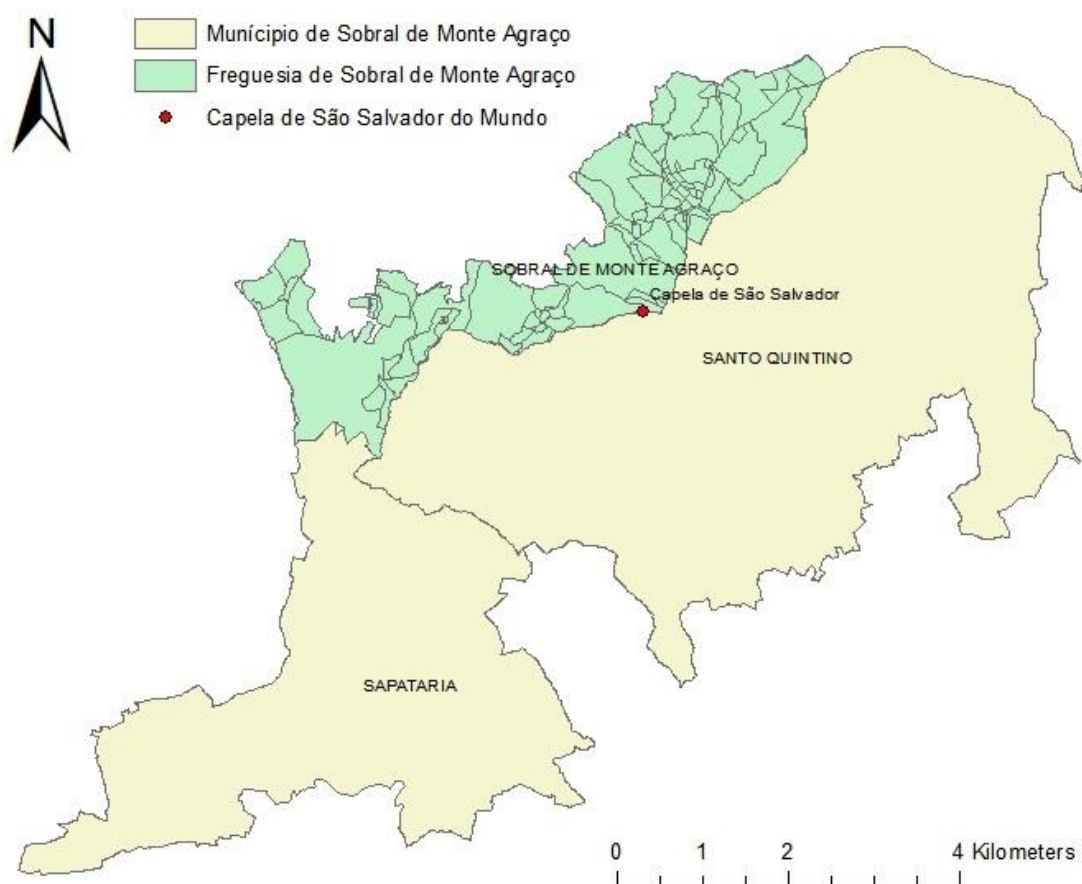 N
Munícipio de Sobral de Monte Agraço
Freguesia de Sobral de Monte Agraço
Capela de São Salvador do Mundo
SOBRAL DE MONTE AGRAÇO
Capela de São Salvador
SANTO QUINTINO
SAPATARIA
0 1 2 4 Kilometers